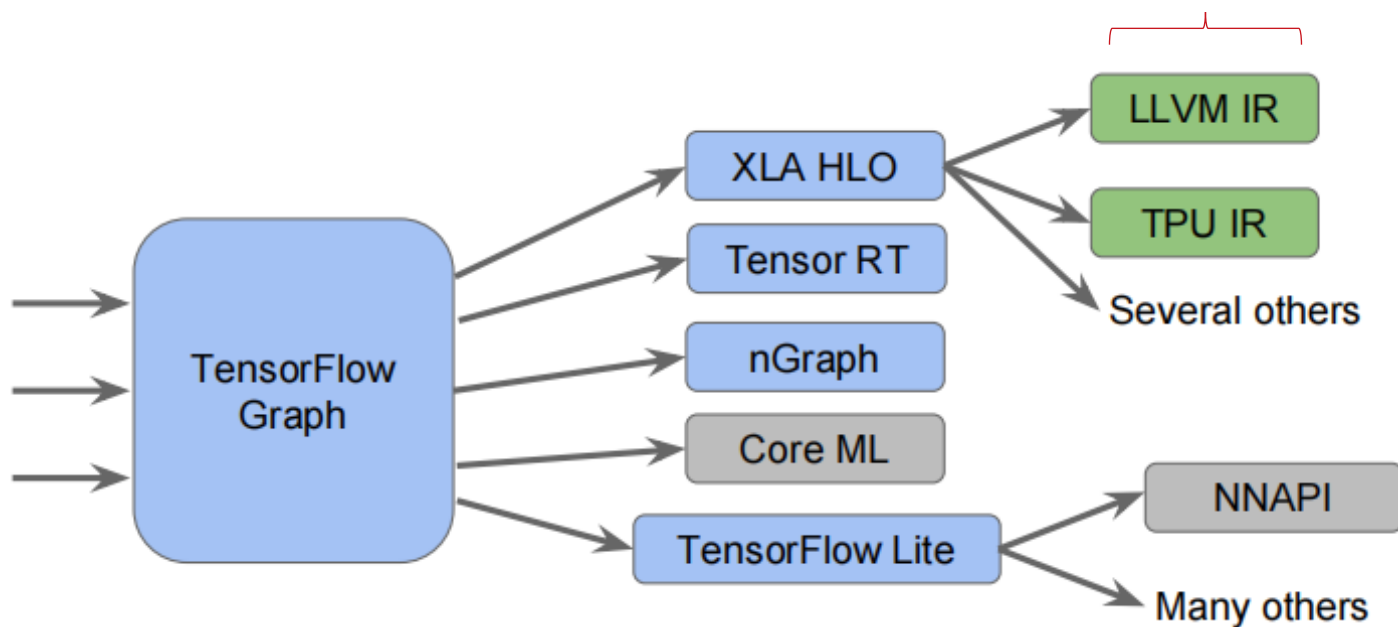 TensorFlow
Graph
XLA HLO
Tensor RT
nGraph
Core ML
TensorFlow Lite
LLVM IR
TPU IR
Several others
NNAPI
Many others